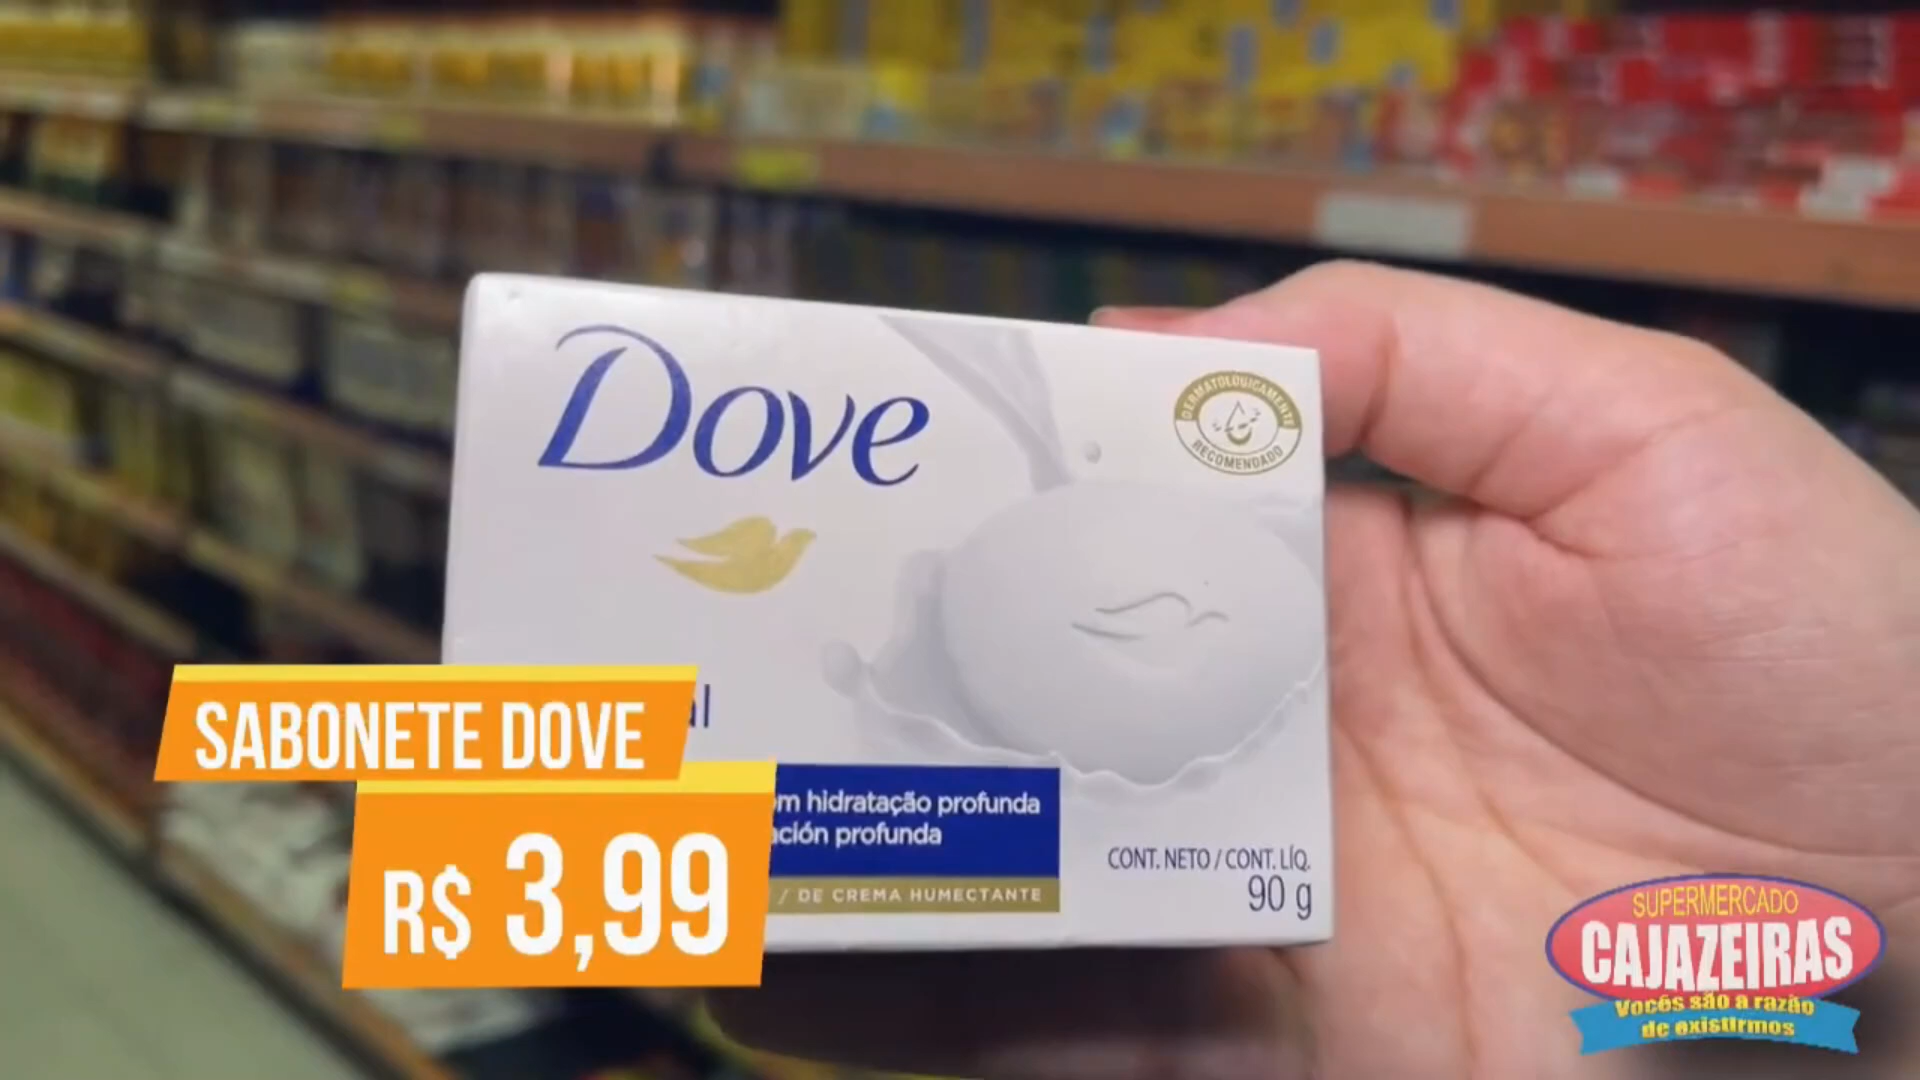 Dove
DERMATOLOGICAMENTE
RECOMENDADO
SABONETE DOVE
R$ 3,99
hidratação profunda
profunda
/ DE CREMA HUMECTANTE
CONT. NETO / CONT. LÍQ.
90 g
SUPERMERCADO
CAJAZEIRAS
Vocês são a razão
de existirmos